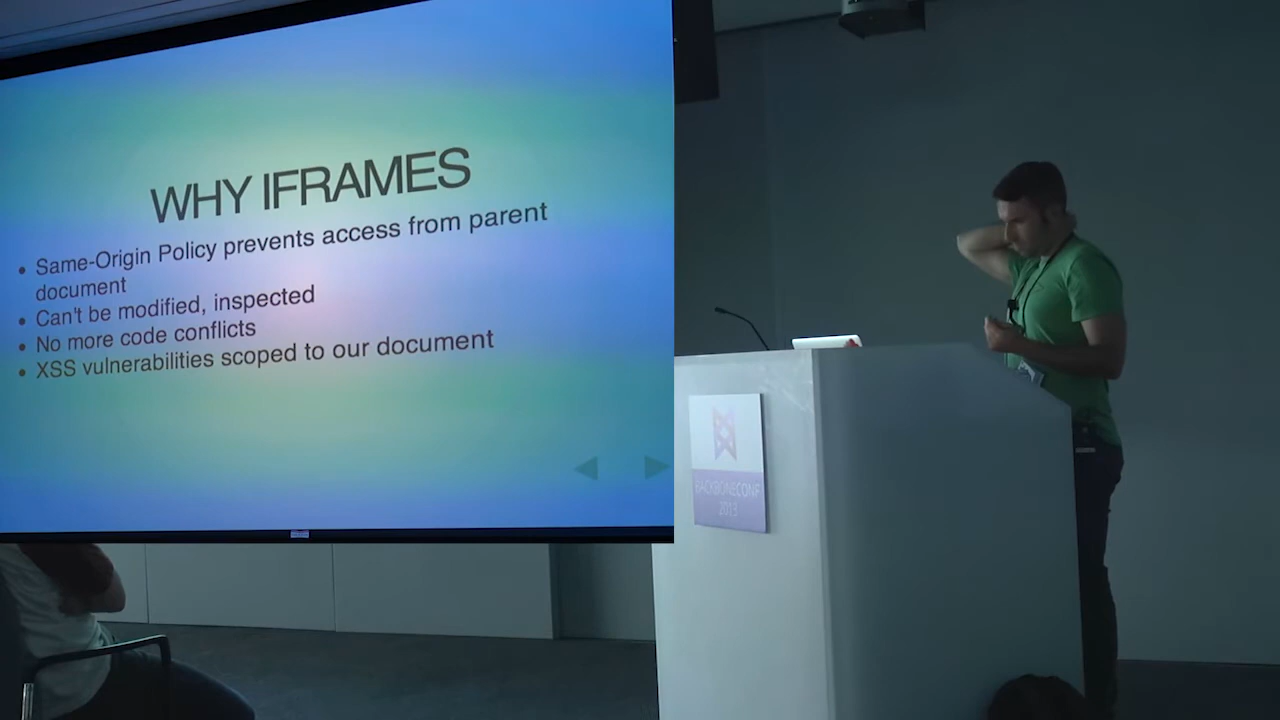 WHY IFRAMES
Same-Origin Policy prevents access from parent
document
Can't be modified, inspected
No more code conflicts
XSS vulnerabilities scoped to our document
BACKBONECONF
2013